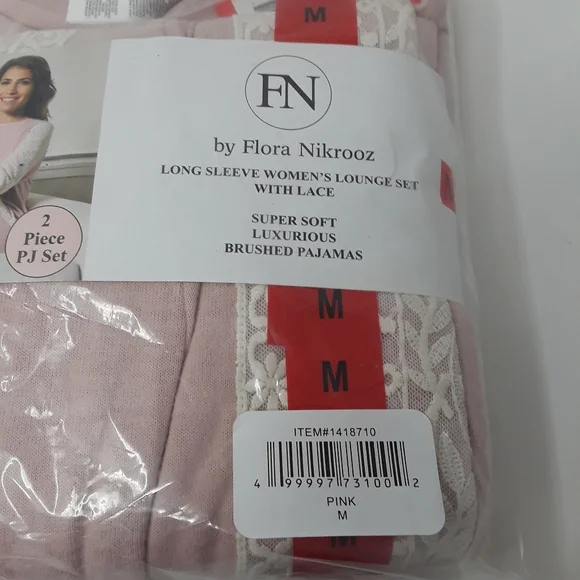 M
FN
by Flora Nikrooz
LONG SLEEVE WOMEN'S LOUNGE SET
WITH LACE
SUPER SOFT
LUXURIOUS
BRUSHED PAJAMAS
2
Piece
PJ Set
M
M
ITEM#1418710
4 99997 73100 2
PINK
M
M